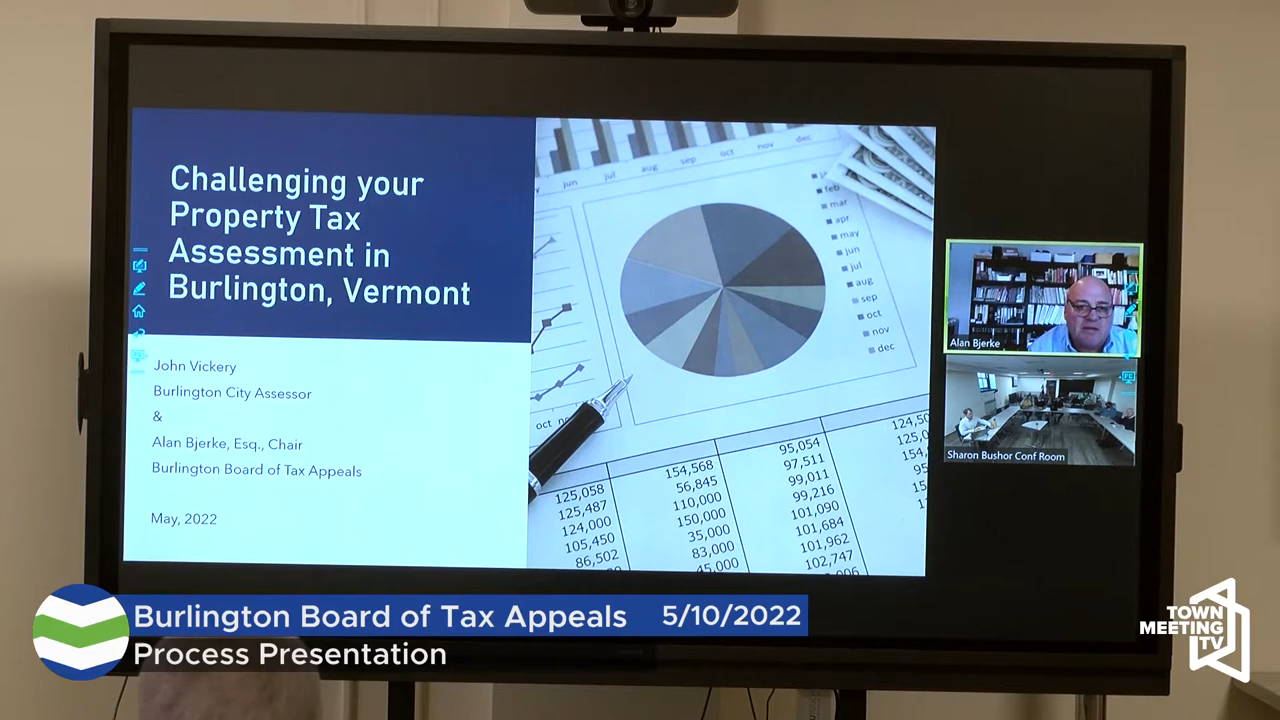 Challenging your
Property Tax
Assessment in
Burlington, Vermont
John Vickery
Burlington City Assessor
&
Alan Bjerke, Esq., Chair
Burlington Board of Tax Appeals
May, 2022
jun jul aug sep oct nov dec
feb
mar
apr
may
jun
jul
aug
sep
oct
nov
dec
oct
125,058
125,487
124,000
105,450
86,502
154,568
56,845
110,000
150,000
35,000
83,000
45,000
95,054
97,511
99,011
99,216
101,090
101,684
101,962
102,747
Alan Bjerke
Sharon Bushor Conf Room
Burlington Board of Tax Appeals 5/10/2022
Process Presentation
TOWN
MEETING
TV